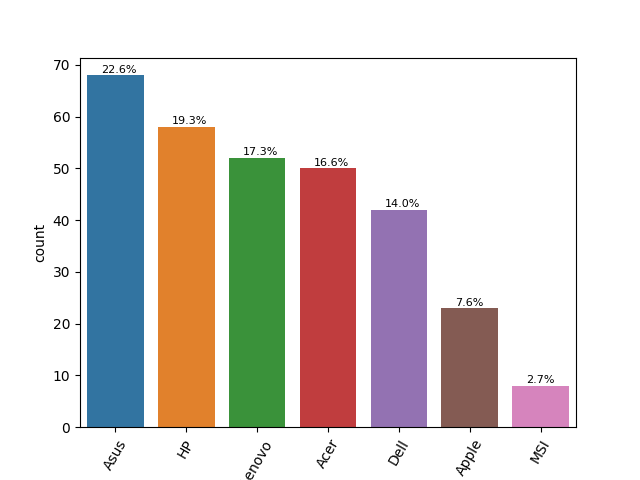 70
60
50
40
30
20
10
0
count
22.6%
19.3%
17.3%
16.6%
14.0%
7.6%
2.7%
Asus
HP
enovo
Acer
Dell
Apple
MSI